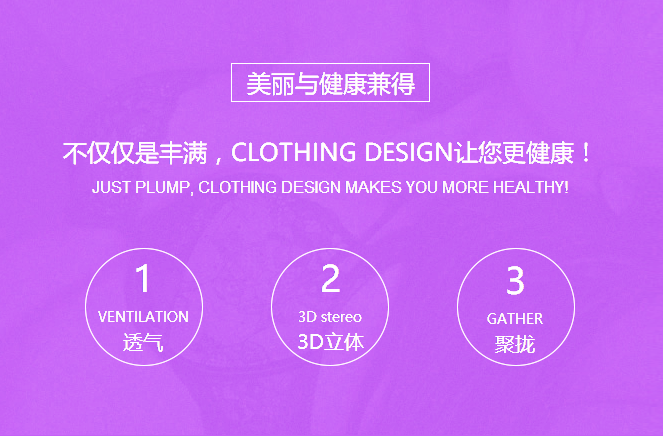 美丽与健康兼得
不仅仅是丰满，CLOTHING DESIGN让您更健康！
JUST PLUMP, CLOTHING DESIGN MAKES YOU MORE HEALTHY!
1
VENTILATION
透气
2
3D stereo
3D立体
3
GATHER
聚拢